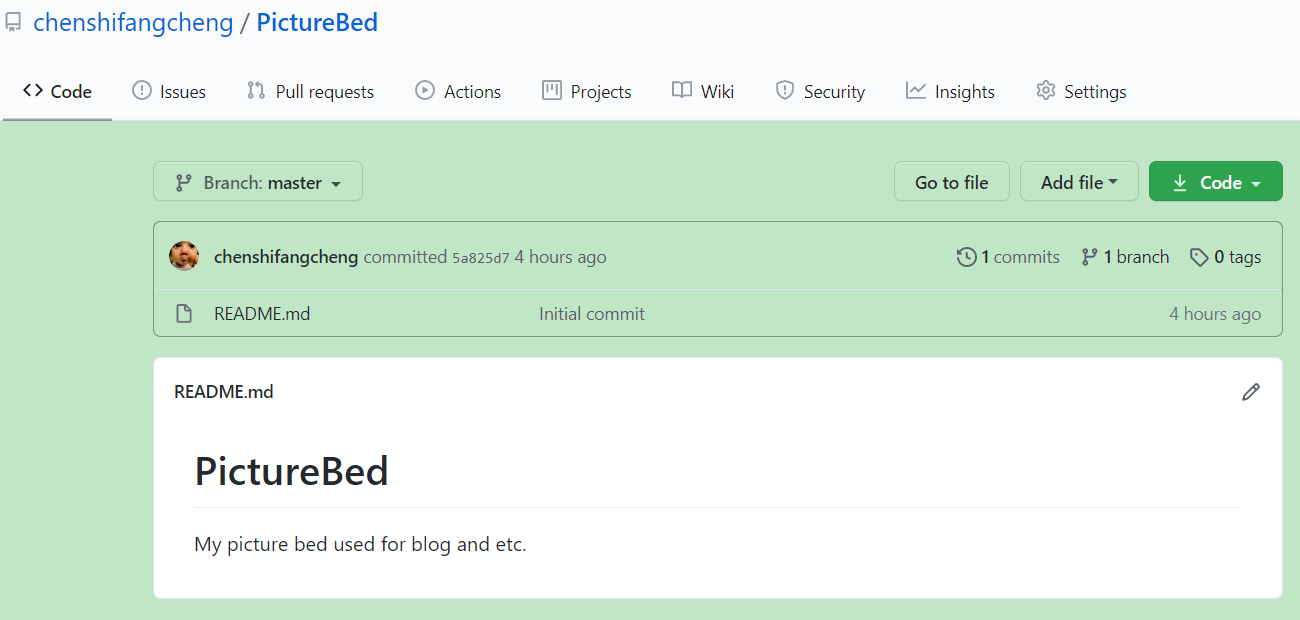 chenshifangcheng / PictureBed
Code Issues Pull requests Actions Projects Wiki Security Insights Settings
Branch: master Go to file Add file Code
chenshifangcheng committed 5a825d7 4 hours ago 1 commits 1 branch 0 tags
README.md Initial commit 4 hours ago
README.md
PictureBed
My picture bed used for blog and etc.